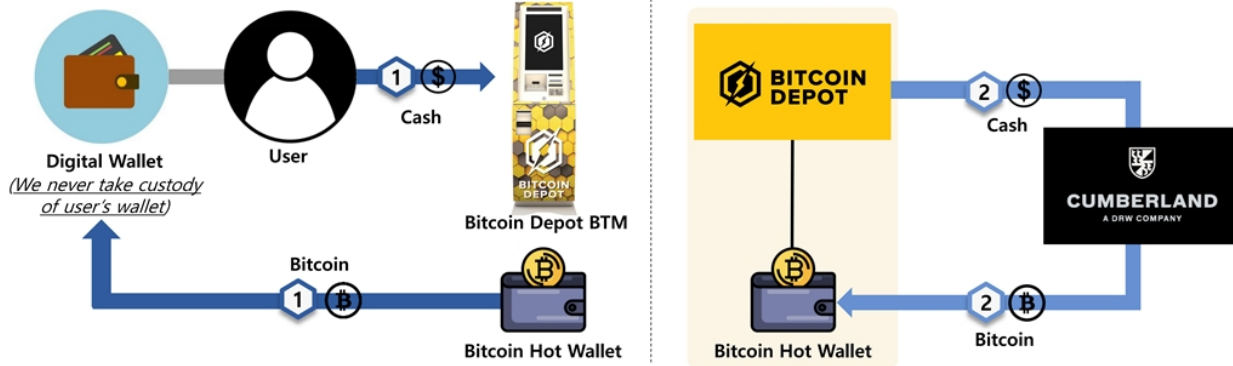 1
$
Cash
Digital Wallet
(We never take custody
of user's wallet)
User
BITCOIN
DEPOT
Bitcoin Depot BTM
Bitcoin
1
₿
₿
Bitcoin Hot Wallet
BITCOIN
DEPOT
2
$
Cash
CUMBERLAND
A DRW COMPANY
₿
2
₿
Bitcoin
Bitcoin Hot Wallet